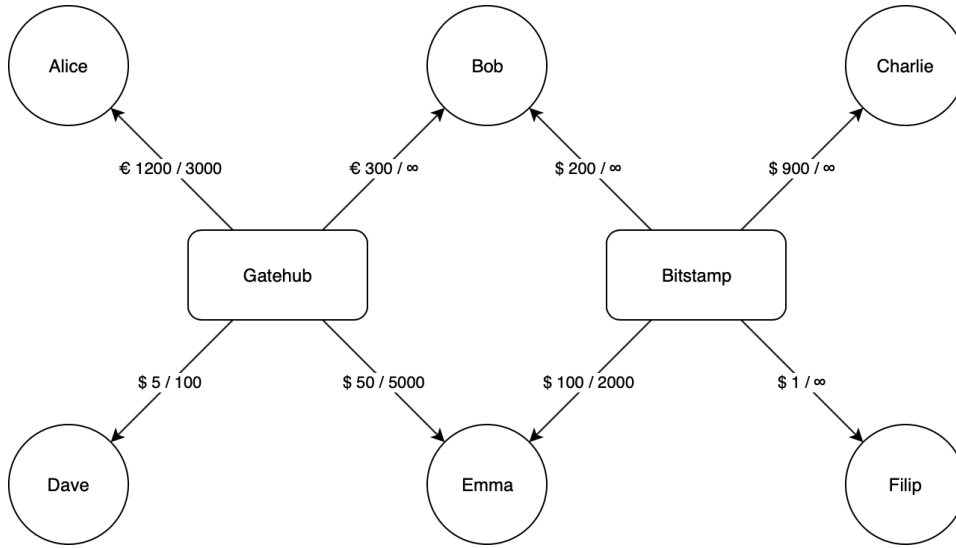 Alice
Bob
Charlie
€ 1200 / 3000
€ 300 / ∞
$ 200 / ∞
$ 900 / ∞
Gatehub
Bitstamp
$ 5 / 100
$ 50 / 5000
$ 100 / 2000
$ 1 / ∞
Dave
Emma
Filip